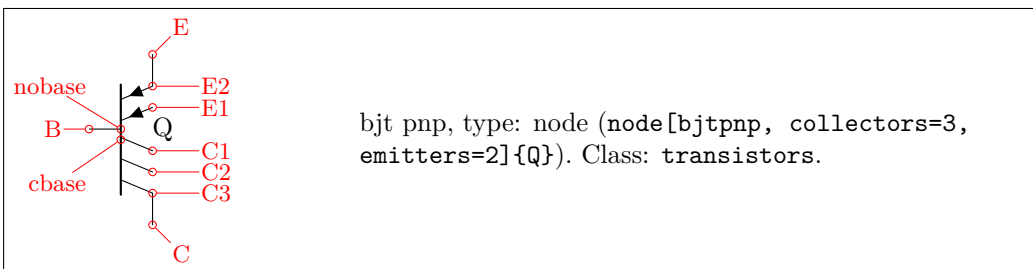 E
nobase
E2
E1
B
Q
C1
cbase
C2
C3
C
bjt pnp, type: node (node[bjtpnp, collectors=3,
emitters=2]{Q}). Class: transistors.